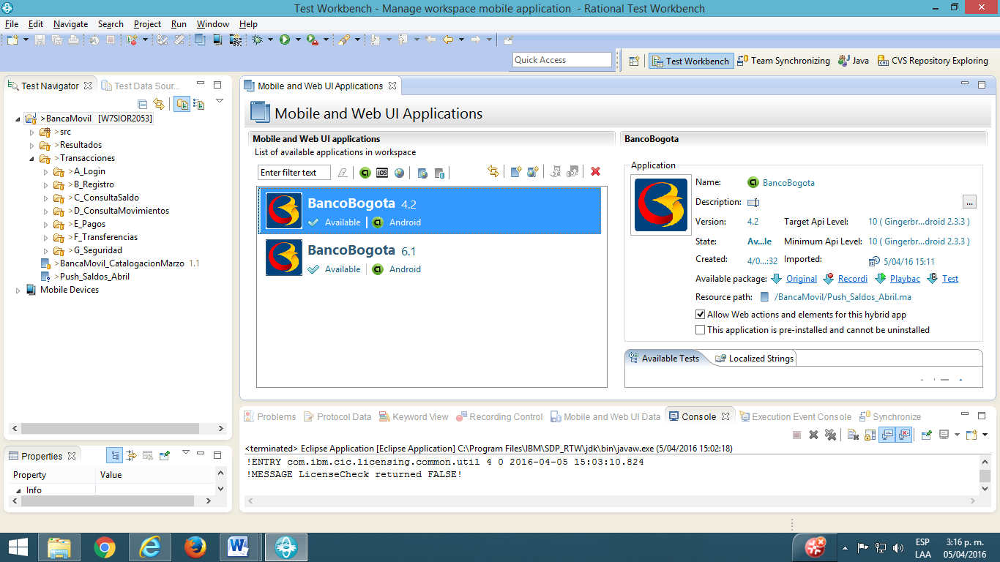 Test Workbench - Manage workspace mobile application - Rational Test Workbench
File Edit Navigate Search Project Run Window Help
Quick Access
Test Workbench Team Synchronizing Java CVS Repository Exploring
Test Navigator Test Data Sour...
>BancaMovil [W7SIOR2053]
>src
>Resultados
>Transacciones
>A_Login
>B_Registro
>C_ConsultaSaldo
>D_ConsultaMovimientos
>E_Pagos
>F_Transferencias
>G_Seguridad
>BancaMovil_CatalogacionMarzo 1.1
>Push_Saldos_Abril
Mobile Devices
Properties
Property Value
Info
Mobile and Web UI Applications
Mobile and Web UI Applications
Mobile and Web UI applications
List of available applications in workspace
Enter filter text
iOS
BancoBogota 4.2
Available Android
BancoBogota 6.1
Available Android
BancoBogota
Application
Name: BancoBogota
Description: ...
Version: 4.2 Target Api Level: 10 ( Gingerbr...droid 2.3.3 )
State: Av...le Minimum Api Level: 10 ( Gingerbr...droid 2.3.3 )
Created: 4/0...:32 Imported: 5/04/16 15:11
Available package: Original Recordi Playbac Test
Resource path: /BancaMovil/Push_Saldos_Abril.ma
Allow Web actions and elements for this hybrid app
This application is pre-installed and cannot be uninstalled
Available Tests Localized Strings
Problems Protocol Data Keyword View Recording Control Mobile and Web UI Data Console Execution Event Console Synchronize
<terminated> Eclipse Application [Eclipse Application] C:\Program Files\IBM\SDP_RTW\jdk\bin\javaw.exe (5/04/2016 15:02:18)
!ENTRY com.ibm.cic.licensing.common.util 4 0 2016-04-05 15:03:10.824
!MESSAGE LicenseCheck returned FALSE!
ESP 3:16 p. m.
LAA 05/04/2016